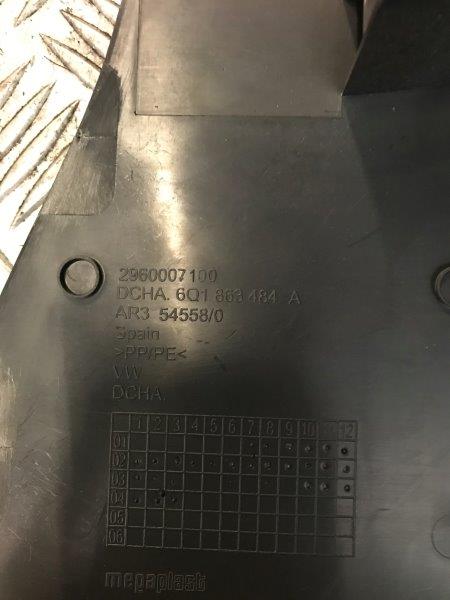 2960007100
DCHA. 6Q1 863 484 A
AR3 54558/0
Spain
>PP/PE<
VW
DCHA.
1 2 3 4 5 6 7 8 9 10 11 12
01
02
03
04
05
06
megaplast